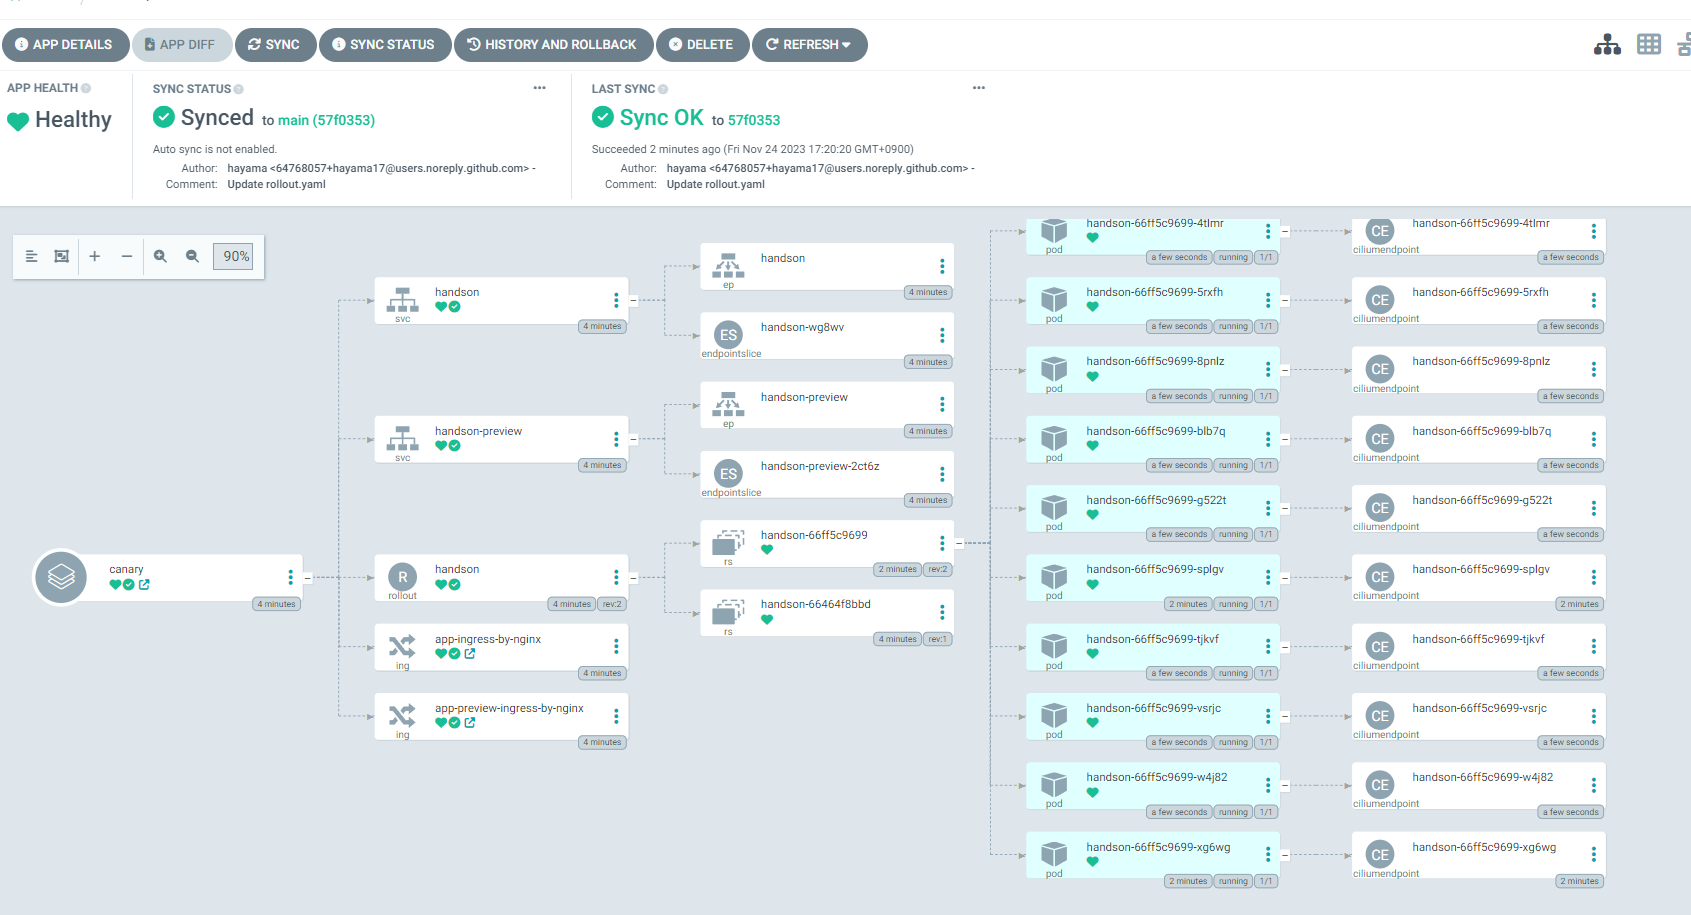 APP DETAILS
APP DIFF
SYNC
SYNC STATUS
HISTORY AND ROLLBACK
DELETE
REFRESH
APP HEALTH
Healthy
SYNC STATUS
Synced to main (57f0353)
Auto sync is not enabled.
Author: hayama <64768057+hayama17@users.noreply.github.com> -
Comment: Update rollout.yaml
LAST SYNC
Sync OK to 57f0353
Succeeded 2 minutes ago (Fri Nov 24 2023 17:20:20 GMT+0900)
Author: hayama <64768057+hayama17@users.noreply.github.com> -
Comment: Update rollout.yaml
90%
canary
4 minutes
handson
svc
4 minutes
handson-preview
svc
4 minutes
R
handson
rollout
4 minutes rev:2
app-ingress-by-nginx
ing
4 minutes
app-preview-ingress-by-nginx
ing
4 minutes
handson
ep
4 minutes
ES
handson-wg8wv
endpointslice
4 minutes
handson-preview
ep
4 minutes
ES
handson-preview-2ct6z
endpointslice
4 minutes
handson-66ff5c9699
rs
2 minutes rev:2
handson-66464f8bbd
rs
4 minutes rev:1
handson-66ff5c9699-4tlmr
pod
a few seconds running 1/1
handson-66ff5c9699-5rxfh
pod
a few seconds running 1/1
handson-66ff5c9699-8pnlz
pod
a few seconds running 1/1
handson-66ff5c9699-blb7q
pod
a few seconds running 1/1
handson-66ff5c9699-g522t
pod
a few seconds running 1/1
handson-66ff5c9699-splgv
pod
2 minutes running 1/1
handson-66ff5c9699-tjkvf
pod
a few seconds running 1/1
handson-66ff5c9699-vsrjc
pod
a few seconds running 1/1
handson-66ff5c9699-w4j82
pod
a few seconds running 1/1
handson-66ff5c9699-xg6wg
pod
2 minutes running 1/1
CE
handson-66ff5c9699-4tlmr
ciliumendpoint
a few seconds
CE
handson-66ff5c9699-5rxfh
ciliumendpoint
a few seconds
CE
handson-66ff5c9699-8pnlz
ciliumendpoint
a few seconds
CE
handson-66ff5c9699-blb7q
ciliumendpoint
a few seconds
CE
handson-66ff5c9699-g522t
ciliumendpoint
a few seconds
CE
handson-66ff5c9699-splgv
ciliumendpoint
2 minutes
CE
handson-66ff5c9699-tjkvf
ciliumendpoint
a few seconds
CE
handson-66ff5c9699-vsrjc
ciliumendpoint
a few seconds
CE
handson-66ff5c9699-w4j82
ciliumendpoint
a few seconds
CE
handson-66ff5c9699-xg6wg
ciliumendpoint
2 minutes